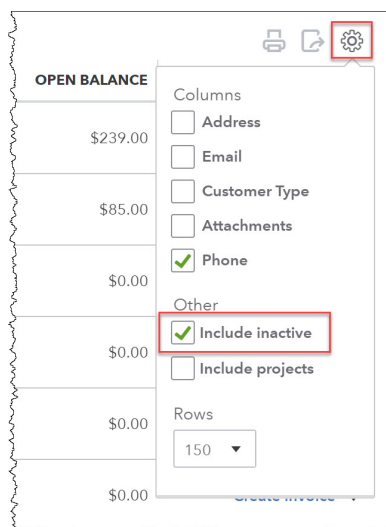 OPEN BALANCE
$239.00
$85.00
$0.00
$0.00
$0.00
$0.00
Columns
Address
Email
Customer Type
Attachments
Phone
Other
Include inactive
Include projects
Rows
150
Create invoice